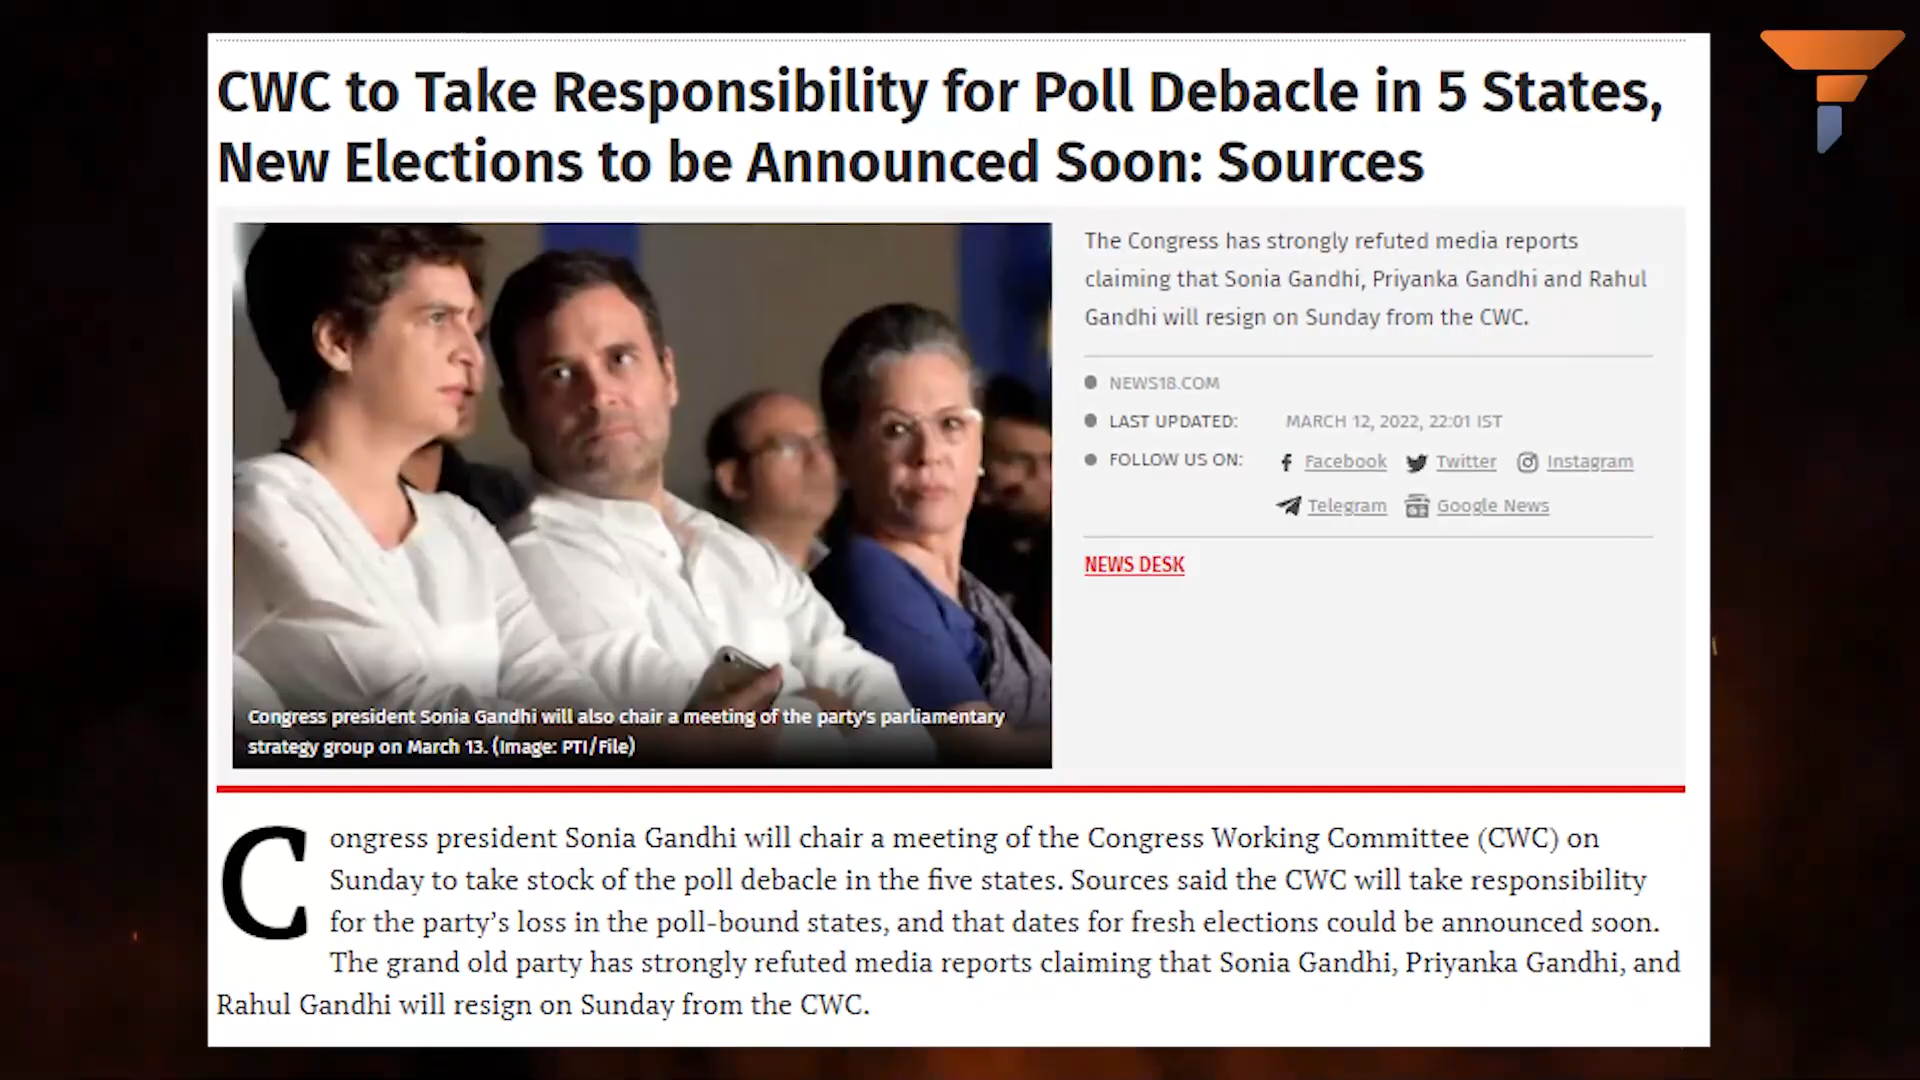 CWC to Take Responsibility for Poll Debacle in 5 States,
New Elections to be Announced Soon: Sources
The Congress has strongly refuted media reports
claiming that Sonia Gandhi, Priyanka Gandhi and Rahul
Gandhi will resign on Sunday from the CWC.
NEWS18.COM
LAST UPDATED: MARCH 12, 2022, 22:01 IST
FOLLOW US ON: Facebook Twitter Instagram
Telegram Google News
NEWS DESK
Congress president Sonia Gandhi will also chair a meeting of the party's parliamentary
strategy group on March 13. (Image: PTI/File)
Congress president Sonia Gandhi will chair a meeting of the Congress Working Committee (CWC) on
Sunday to take stock of the poll debacle in the five states. Sources said the CWC will take responsibility
for the party’s loss in the poll-bound states, and that dates for fresh elections could be announced soon.
The grand old party has strongly refuted media reports claiming that Sonia Gandhi, Priyanka Gandhi, and
Rahul Gandhi will resign on Sunday from the CWC.